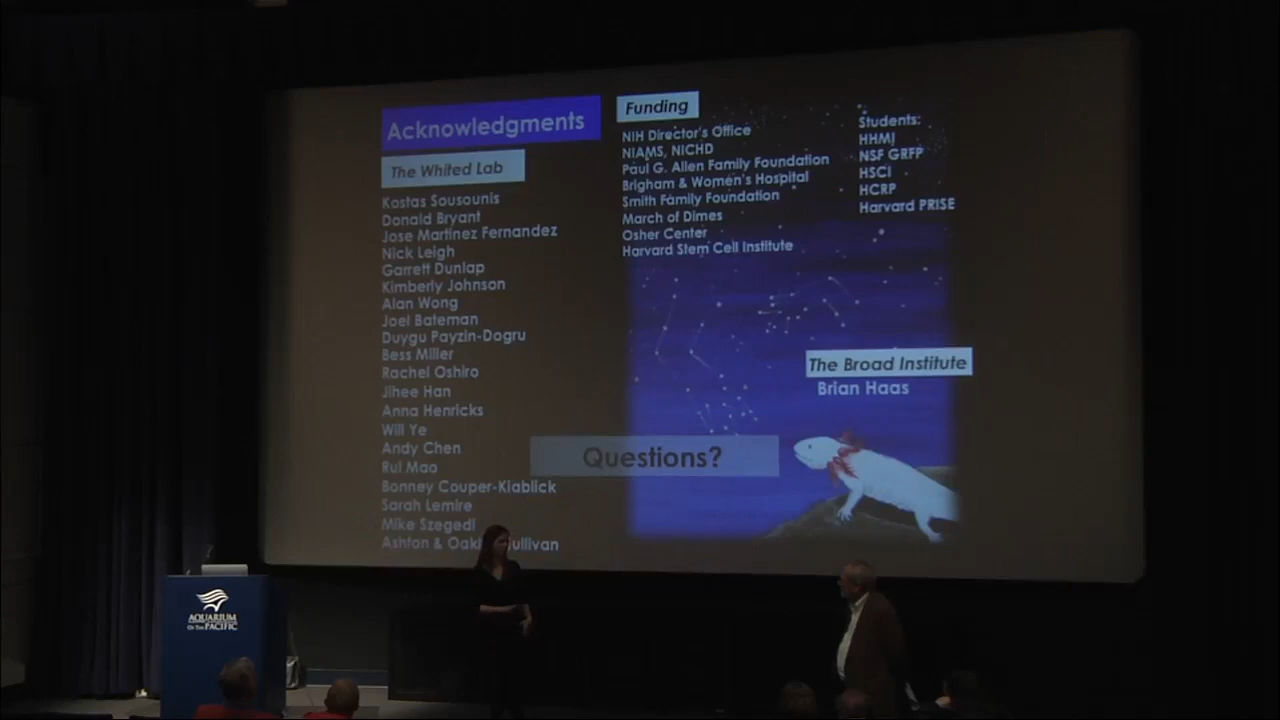 Acknowledgments
The Whited Lab
Kostas Sousounis
Donald Bryant
Jose Martinez Fernandez
Nick Leigh
Garrett Dunlap
Kimberly Johnson
Alan Wong
Joel Bateman
Duygu Payzin-Dogru
Bess Miller
Rachel Oshiro
Jihee Han
Anna Henricks
Will Ye
Andy Chen
Rui Mao
Bonney Couper-Kiablick
Sarah Lemire
Mike Szegedi
Ashton & Oak
ullivan
Funding
NIH Director's Office
NIAMS, NICHD
Paul G. Allen Family Foundation
Brigham & Women's Hospital
Smith Family Foundation
March of Dimes
Osher Center
Harvard Stem Cell Institute
Students:
HHMI
NSF GRFP
HSCI
HCRP
Harvard PRISE
The Broad Institute
Brian Haas
Questions?
AQUARIUM
OF THE PACIFIC